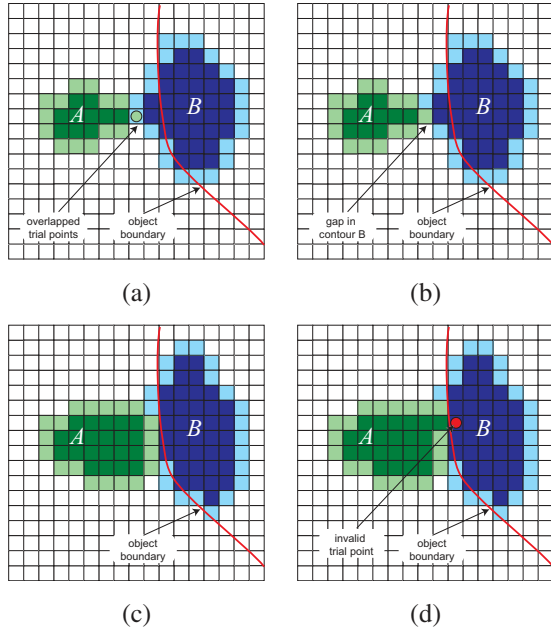 A
B
overlapped
trial points
object
boundary
(a)
A
B
gap in
contour B
object
boundary
(b)
A
B
object
boundary
(c)
A
B
invalid
trial point
object
boundary
(d)